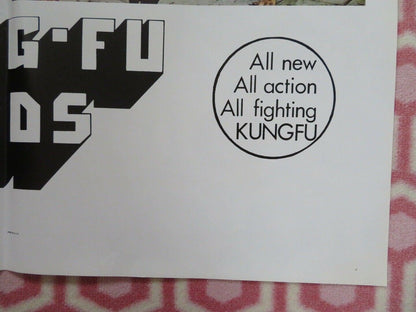 G-FU
DS
All new
All action
All fighting
KUNGFU